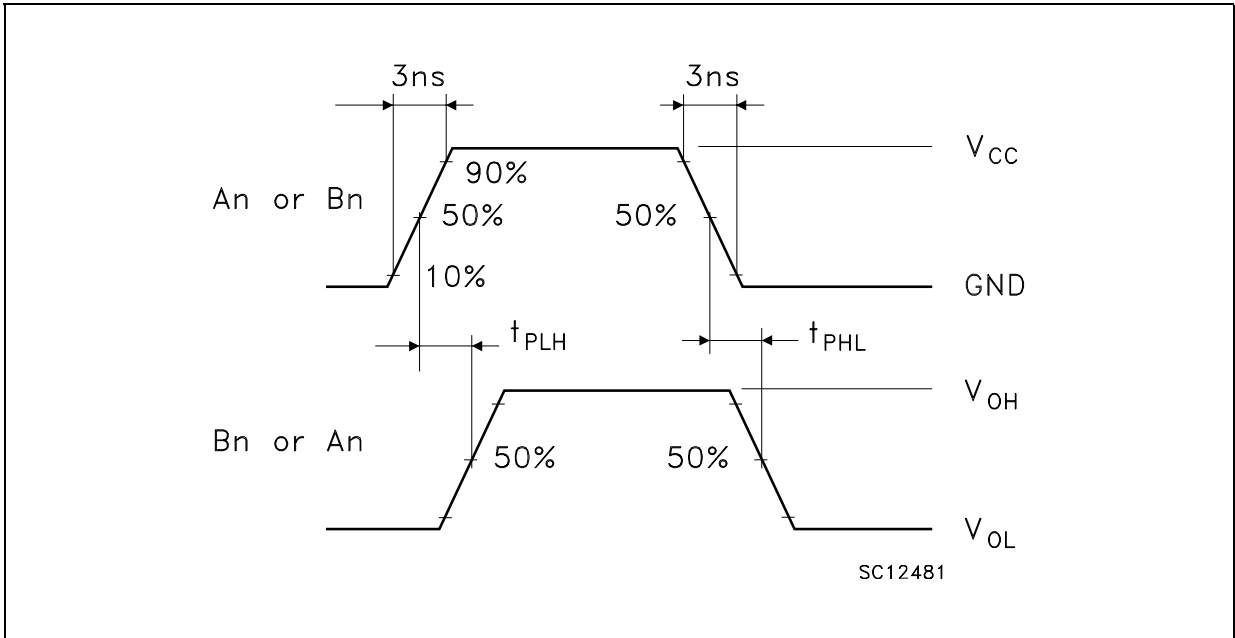 3ns 3ns
V_CC
90%
An or Bn
50% 50%
10%
GND
t_PLH t_PHL
V_OH
Bn or An
50% 50%
V_OL
SC12481